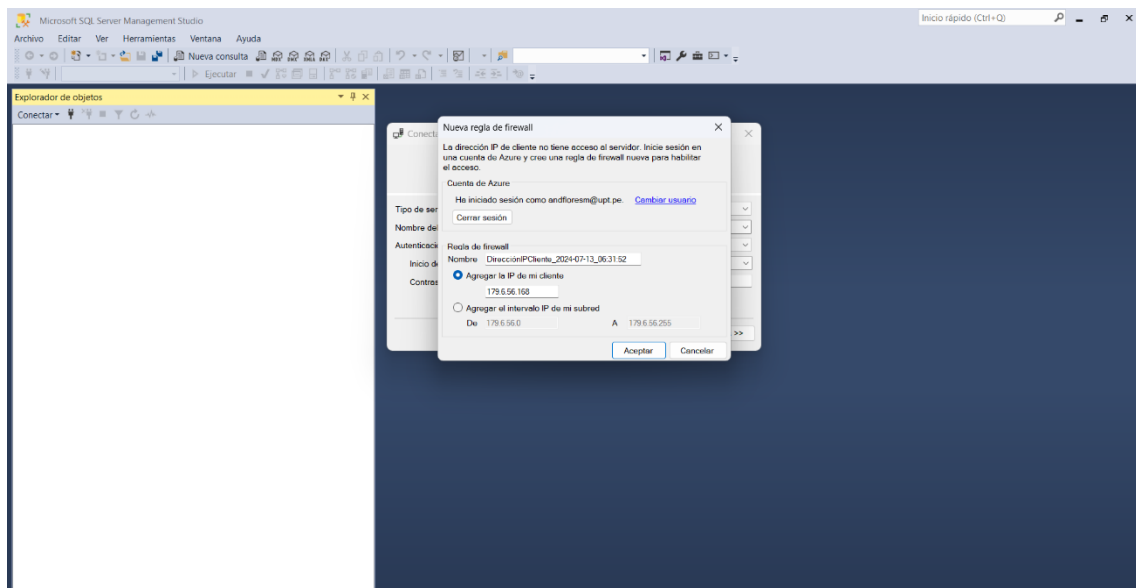 Microsoft SQL Server Management Studio
Inicio rápido (Ctrl+Q)
Archivo Editar Ver Herramientas Ventana Ayuda
Nueva consulta
Ejecutar
Explorador de objetos
Conectar
Conect
Nueva regla de firewall
La dirección IP de cliente no tiene acceso al servidor. Inicie sesión en
una cuenta de Azure y cree una regla de firewall nueva para habilitar
el acceso.
Cuenta de Azure
Ha iniciado sesión como andfloresm@upt.pe. Cambiar usuario
Cerrar sesión
Tipo de ser
Nombre del
Autenticaci
Inicio d
Contras
Regla de firewall
Nombre DirecciónIPCliente_2024-07-13_06:31:52
Agregar la IP de mi cliente
179.6.56.168
Agregar el intervalo IP de mi subred
De 179.6.56.0 A 179.6.56.255
>>
Aceptar Cancelar